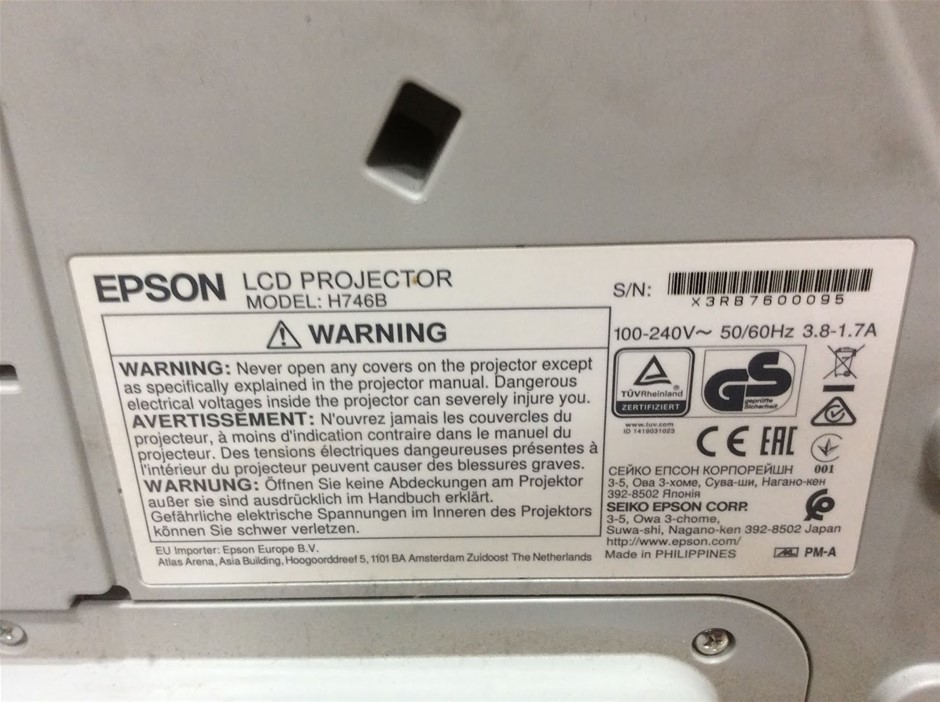 EPSON LCD PROJECTOR
MODEL: H746B
WARNING
WARNING: Never open any covers on the projector except
as specifically explained in the projector manual. Dangerous
electrical voltages inside the projector can severely injure you.
AVERTISSEMENT: N'ouvrez jamais les couvercles du
projecteur, à moins d'indication contraire dans le manuel du
projecteur. Des tensions électriques dangeureuses présentes à
l'intérieur du projecteur peuvent causer des blessures graves.
WARNUNG: Öffnen Sie keine Abdeckungen am Projektor
außer sie sind ausdrücklich im Handbuch erklärt.
Gefährliche elektrische Spannungen im Inneren des Projektors
können Sie schwer verletzen.
EU Importer: Epson Europe B.V.
Atlas Arena, Asia Building, Hoogoorddreef 5, 1101 BA Amsterdam Zuidoost The Netherlands
S/N:
X3RB7600095
100-240V~ 50/60Hz 3.8-1.7A
TÜVRheinland
ZERTIFIZIERT
www.tuv.com
ID 1419031023
GS
geprüfte
Sicherheit
CE EAC
001
СЕЙКО ЕПСОН КОРПОРЕЙШН
3-5, Ова 3-хоме, Сува-ши, Нагано-кен
392-8502 Японія
SEIKO EPSON CORP.
3-5, Owa 3-chome,
Suwa-shi, Nagano-ken 392-8502 Japan
http://www.epson.com/
Made in PHILIPPINES
PM-A